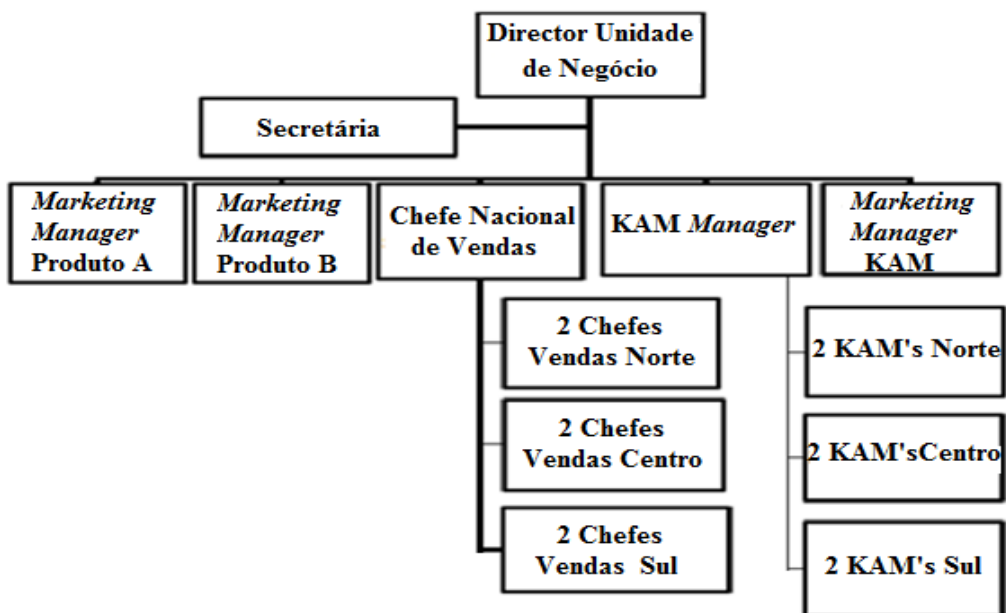 Director Unidade
de Negócio
Secretária
Marketing
Manager
Produto A
Marketing
Manager
Produto B
Chefe Nacional
de Vendas
KAM Manager
Marketing
Manager
KAM
2 Chefes
Vendas Norte
2 Chefes
Vendas Centro
2 Chefes
Vendas Sul
2 KAM's Norte
2 KAM'sCentro
2 KAM's Sul